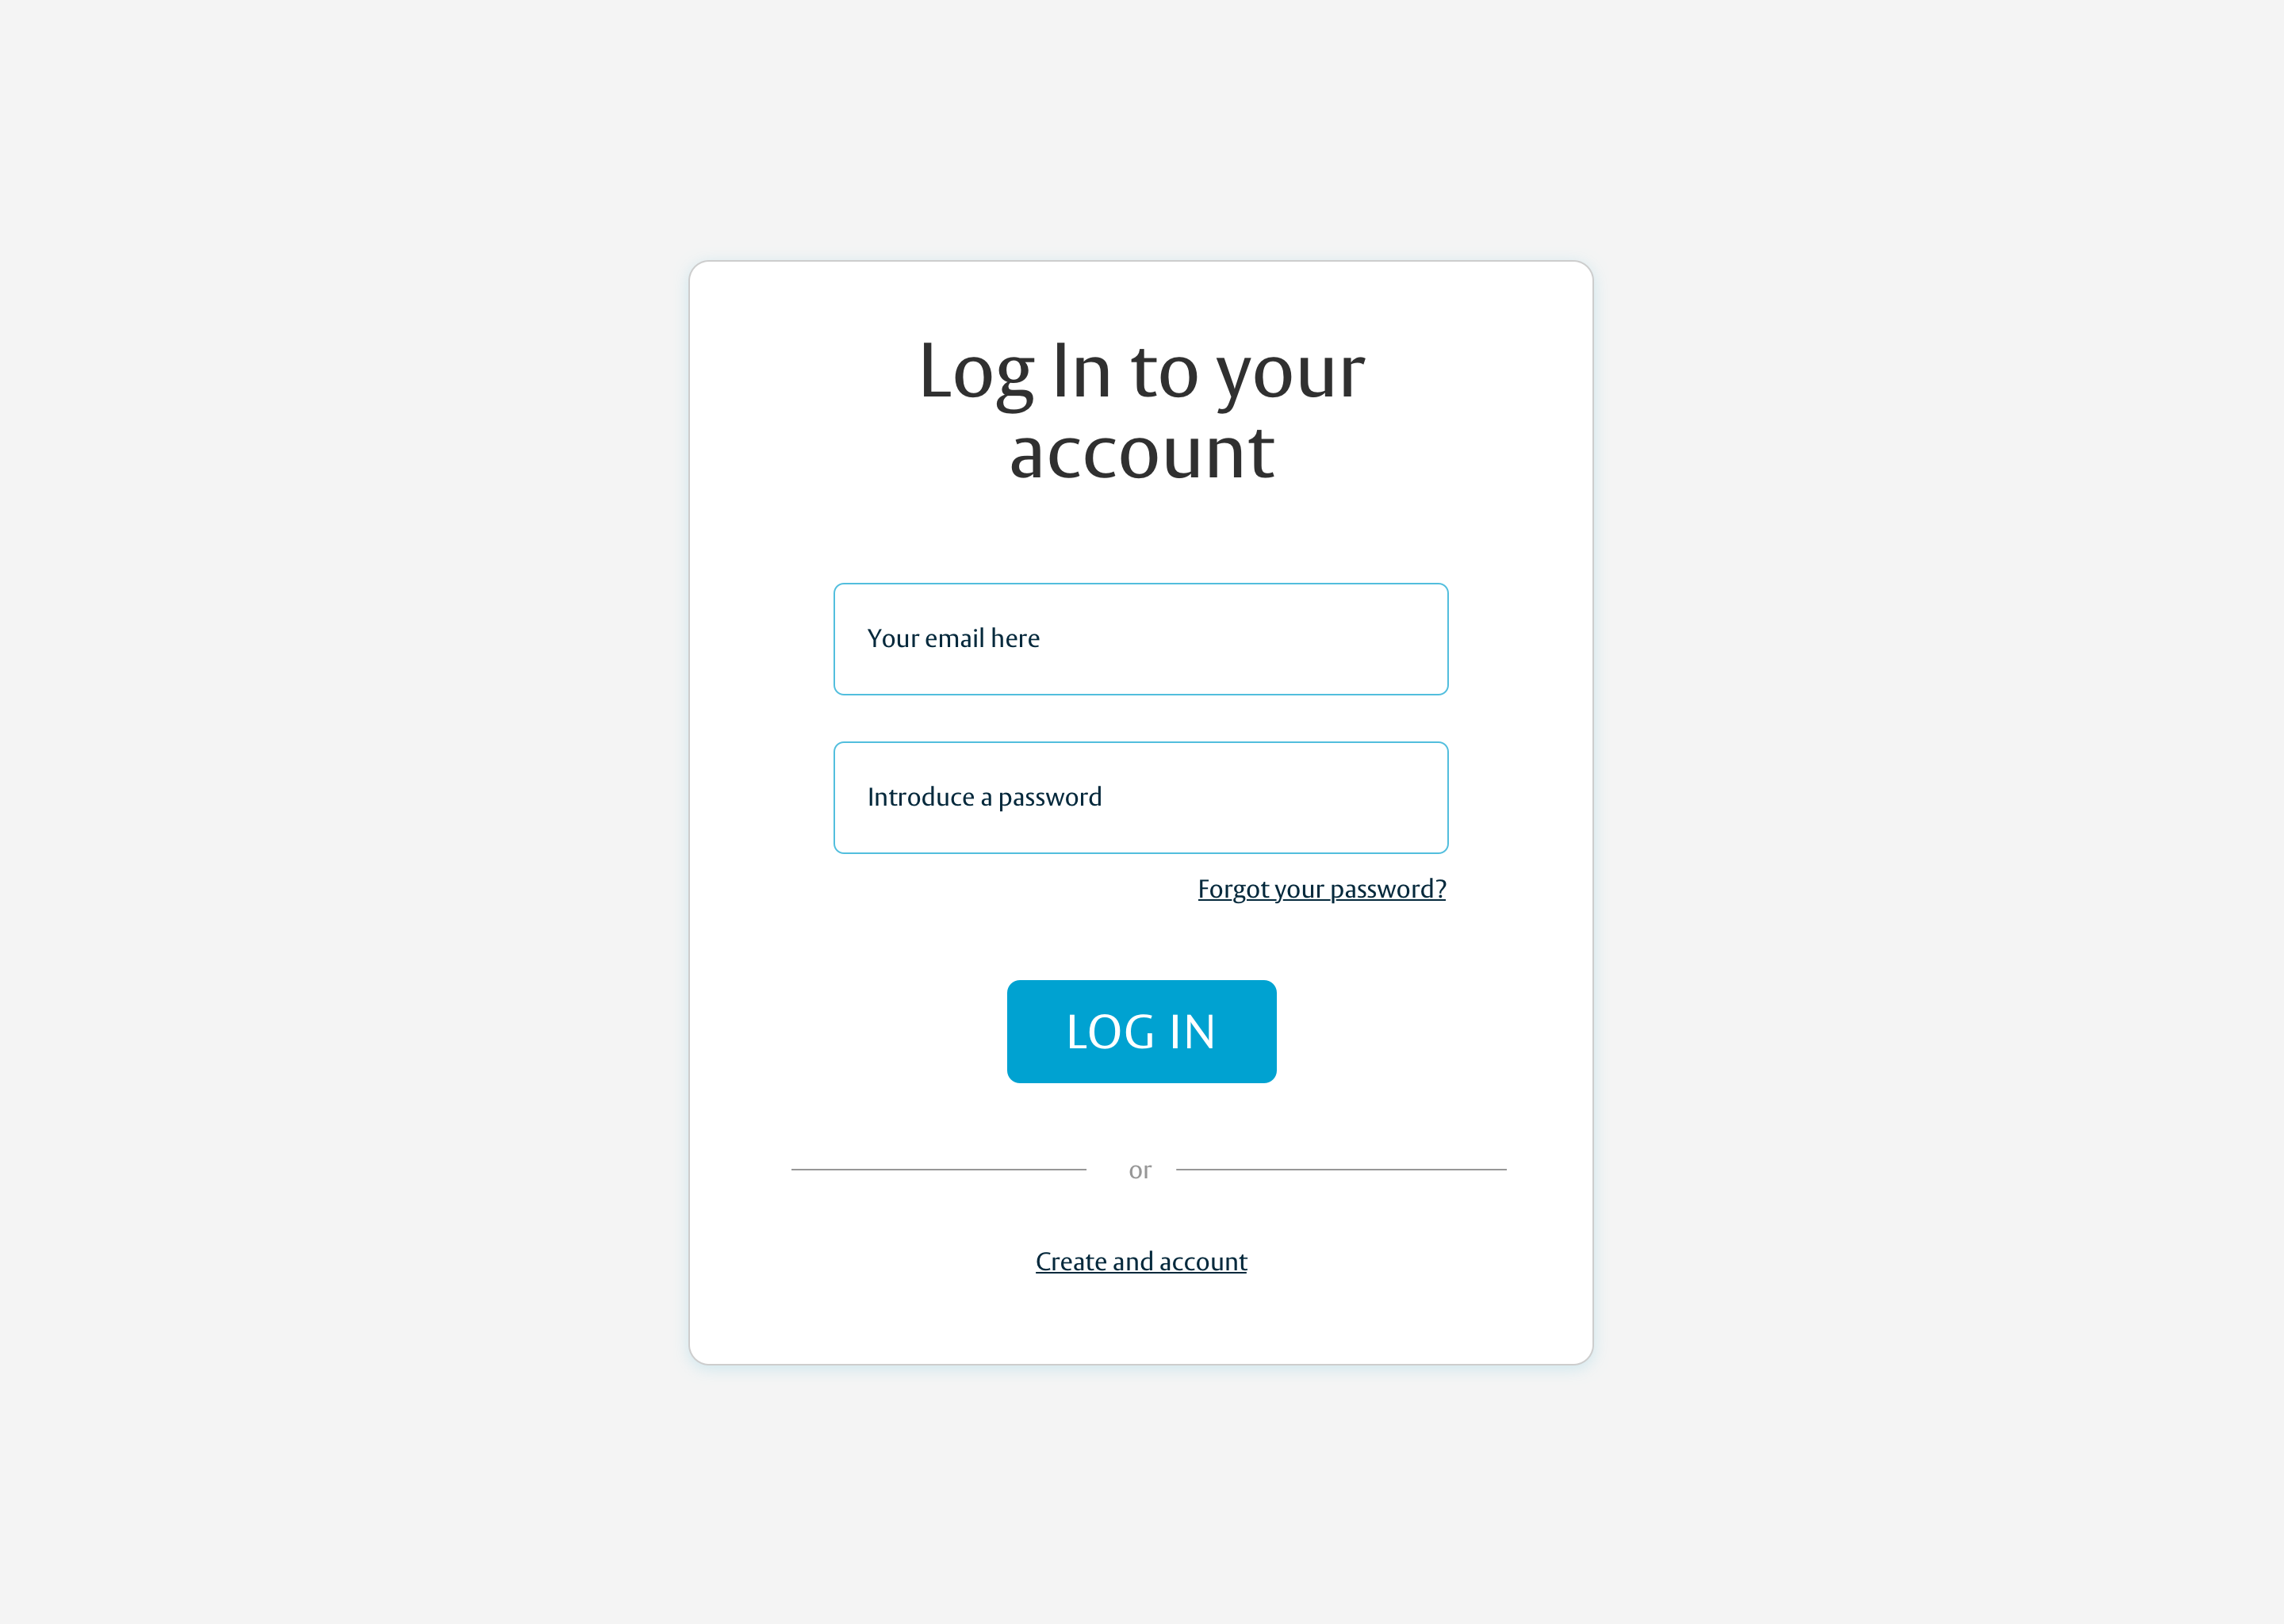 Log In to your
account
Your email here
Introduce a password
Forgot your password?
LOG IN
or
Create and account